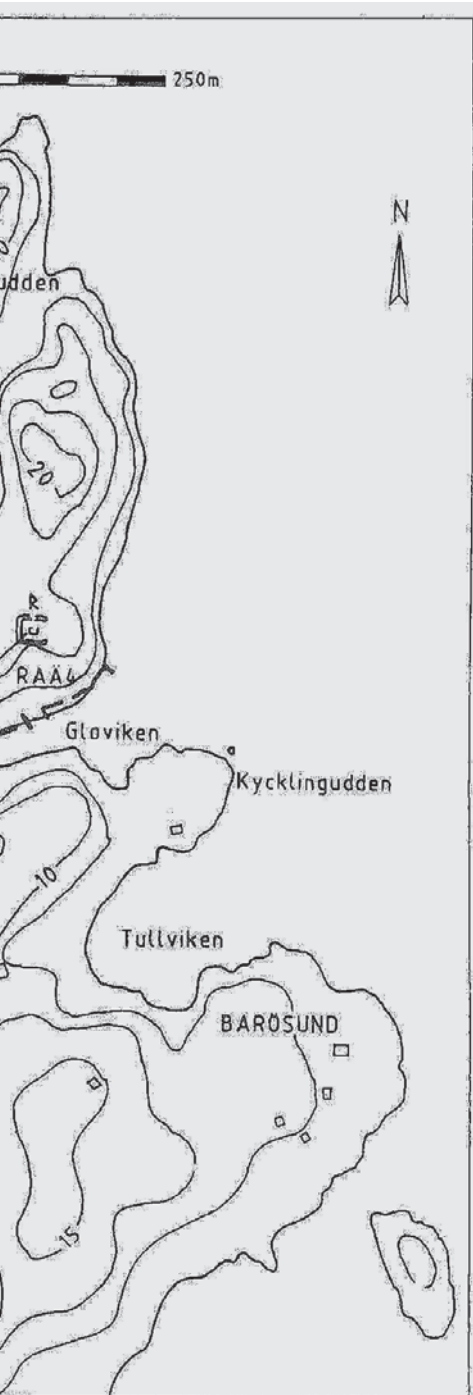 250m
N
udden
20
R
RAÄ4
Gloviken
Kycklingudden
10
Tullviken
BARÖSUND
15